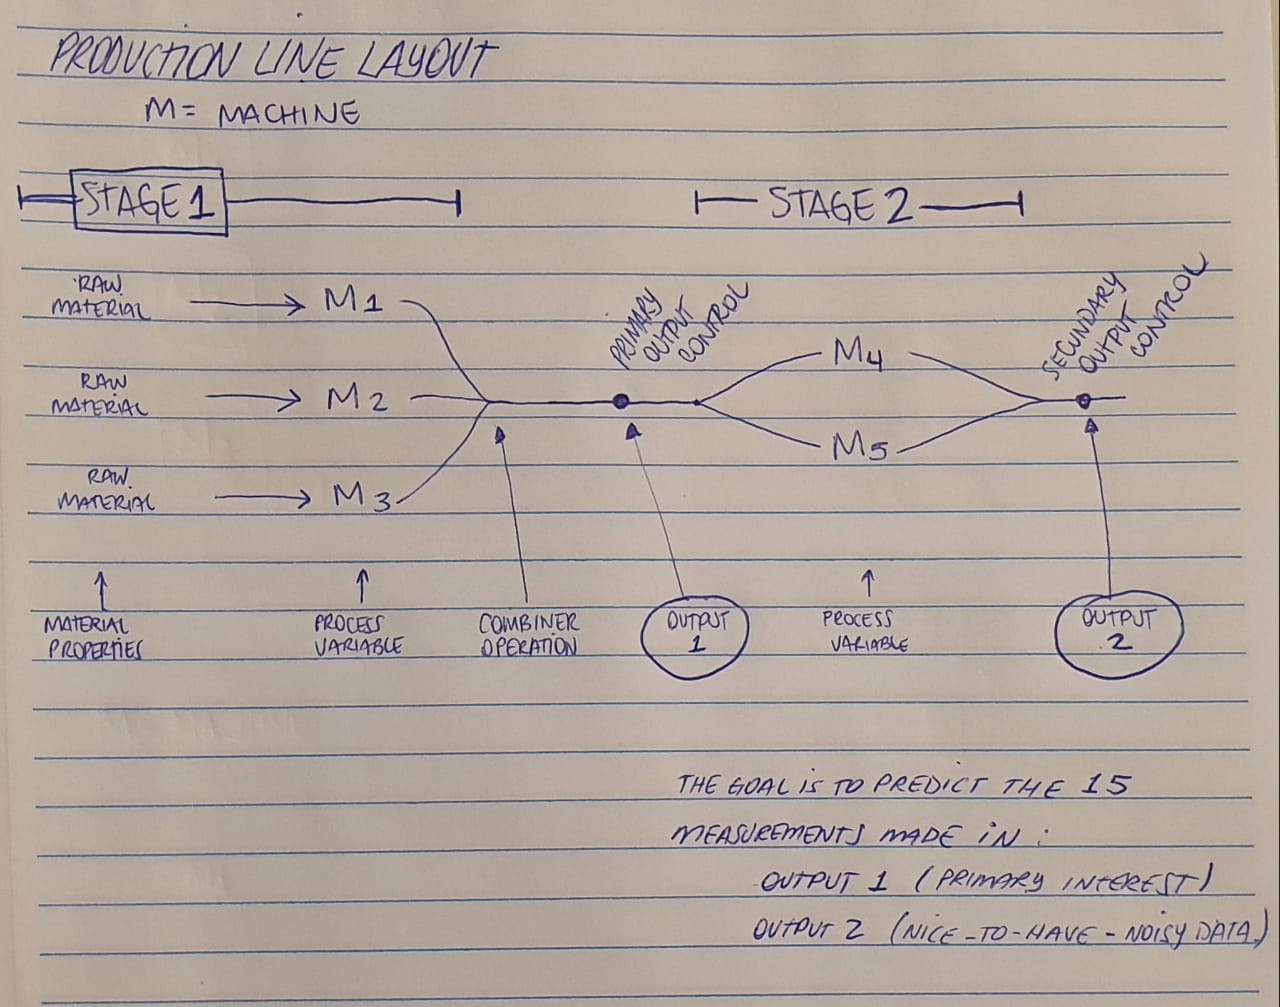 PRODUCTION LINE LAYOUT
M = MACHINE
STAGE 1
STAGE 2
RAW
MATERIAL
M1
RAW
MATERIAL
M2
RAW
MATERIAL
M3
PRIMARY
OUTPUT
CONTROL
M4
M5
SECUNDARY
OUTPUT
CONTROL
MATERIAL
PROPERTIES
PROCESS
VARIABLE
COMBINER
OPERATION
OUTPUT
1
PROCESS
VARIABLE
OUTPUT
2
THE GOAL IS TO PREDICT THE 15
MEASUREMENTS MADE IN:
OUTPUT 1 (PRIMARY INTEREST)
OUTPUT 2 (NICE-TO-HAVE - NOISY DATA)